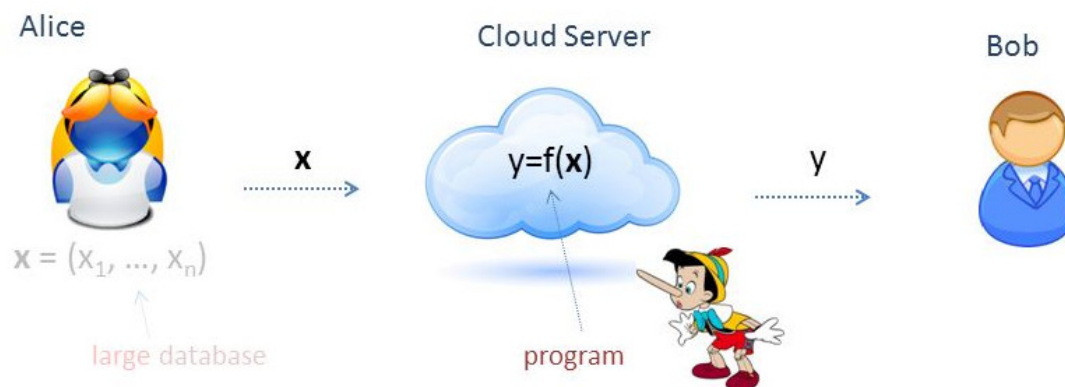 Alice
Cloud Server
Bob
x
y=f(x)
y
x = (x₁, ..., xₙ)
large database
program